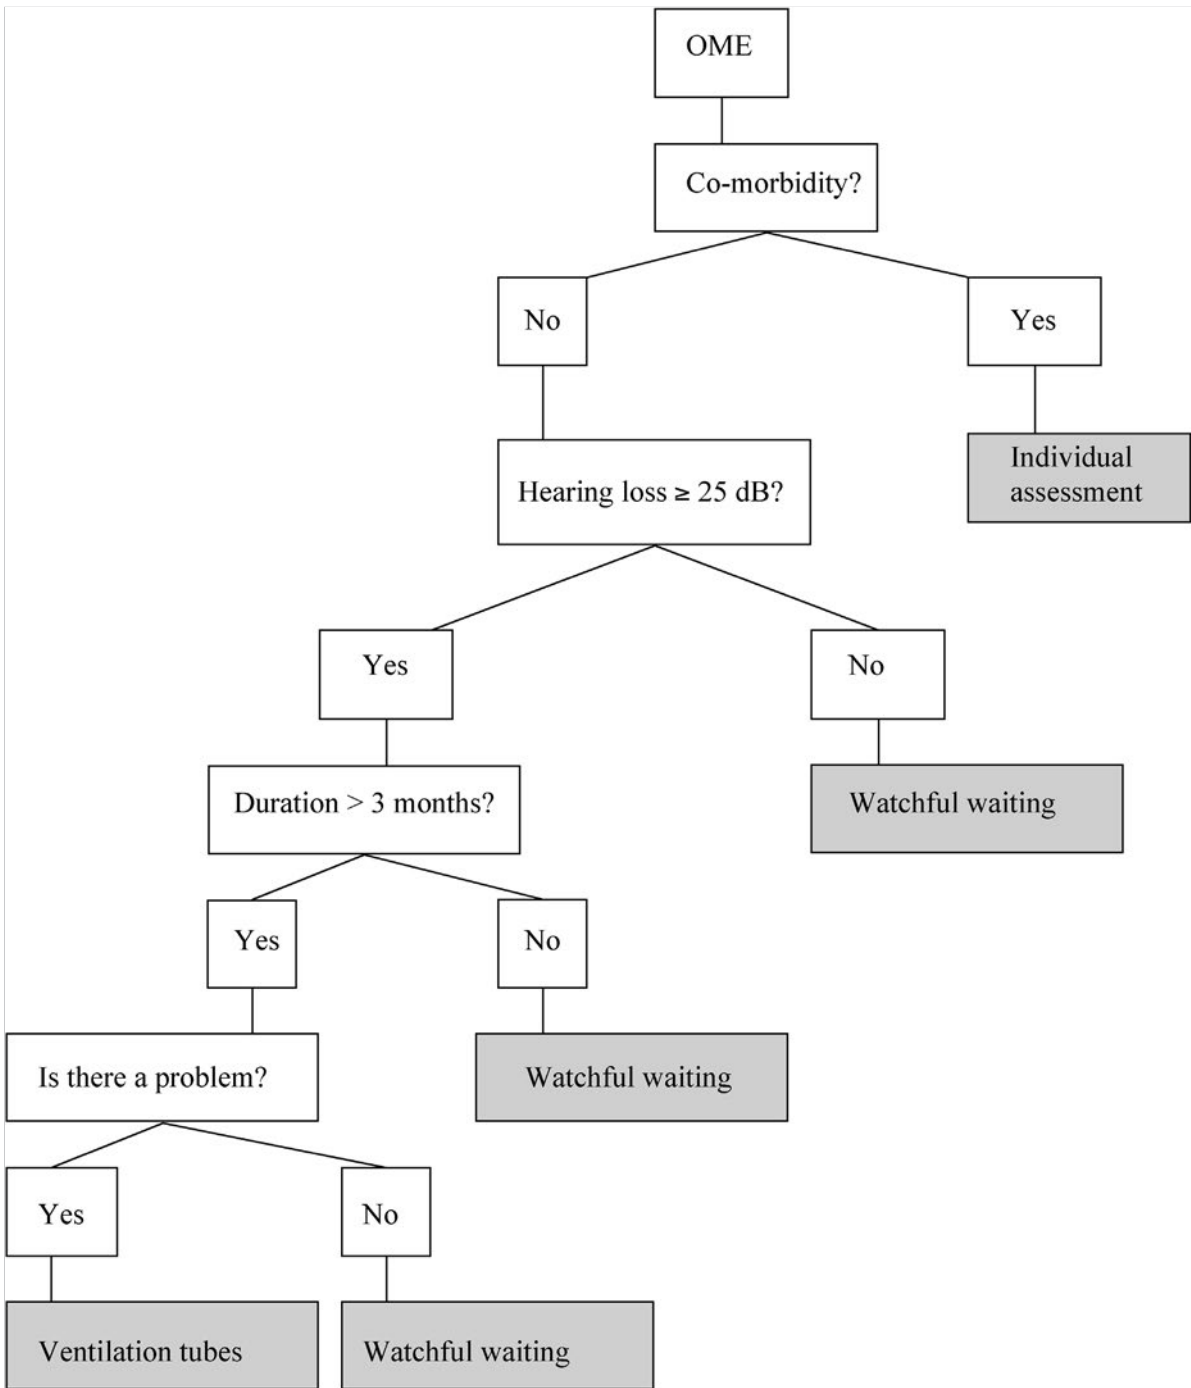 OME
Co-morbidity?
No
Yes
Individual
assessment
Hearing loss ≥ 25 dB?
Yes
No
Duration > 3 months?
Watchful waiting
Yes
No
Is there a problem?
Watchful waiting
Yes
No
Ventilation tubes
Watchful waiting